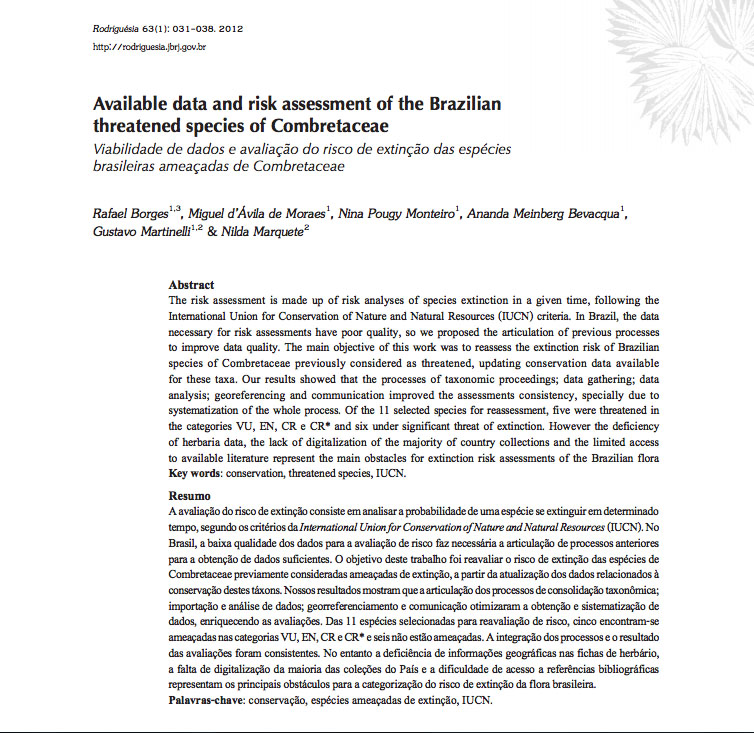 Rodriguésia 63(1): 031–038. 2012
http://rodriguesia.jbrj.gov.br
Available data and risk assessment of the Brazilian
threatened species of Combretaceae
Viabilidade de dados e avaliação do risco de extinção das espécies
brasileiras ameaçadas de Combretaceae
Rafael Borges1,3, Miguel d'Ávila de Moraes1, Nina Pougy Monteiro1, Ananda Meinberg Bevacqua1,
Gustavo Martinelli1,2 & Nilda Marquete2
Abstract
The risk assessment is made up of risk analyses of species extinction in a given time, following the
International Union for Conservation of Nature and Natural Resources (IUCN) criteria. In Brazil, the data
necessary for risk assessments have poor quality, so we proposed the articulation of previous processes
to improve data quality. The main objective of this work was to reassess the extinction risk of Brazilian
species of Combretaceae previously considered as threatened, updating conservation data available
for these taxa. Our results showed that the processes of taxonomic proceedings; data gathering; data
analysis; georeferencing and communication improved the assessments consistency, specially due to
systematization of the whole process. Of the 11 selected species for reassessment, five were threatened in
the categories VU, EN, CR e CR* and six under significant threat of extinction. However the deficiency
of herbaria data, the lack of digitalization of the majority of country collections and the limited access
to available literature represent the main obstacles for extinction risk assessments of the Brazilian flora
Key words: conservation, threatened species, IUCN.
Resumo
A avaliação do risco de extinção consiste em analisar a probabilidade de uma espécie se extinguir em determinado
tempo, segundo os critérios da International Union for Conservation of Nature and Natural Resources (IUCN). No
Brasil, a baixa qualidade dos dados para a avaliação de risco faz necessária a articulação de processos anteriores
para a obtenção de dados suficientes. O objetivo deste trabalho foi reavaliar o risco de extinção das espécies de
Combretaceae previamente consideradas ameaçadas de extinção, a partir da atualização dos dados relacionados à
conservação destes táxons. Nossos resultados mostram que a articulação dos processos de consolidação taxonômica;
importação e análise de dados; georreferenciamento e comunicação otimizaram a obtenção e sistematização de
dados, enriquecendo as avaliações. Das 11 espécies selecionadas para reavaliação de risco, cinco encontram-se
ameaçadas nas categorias VU, EN, CR e CR* e seis não estão ameaçadas. A integração dos processos e o resultado
das avaliações foram consistentes. No entanto a deficiência de informações geográficas nas fichas de herbário,
a falta de digitalização da maioria das coleções do País e a dificuldade de acesso a referências bibliográficas
representam os principais obstáculos para a categorização do risco de extinção da flora brasileira.
Palavras-chave: conservação, espécies ameaçadas de extinção, IUCN.